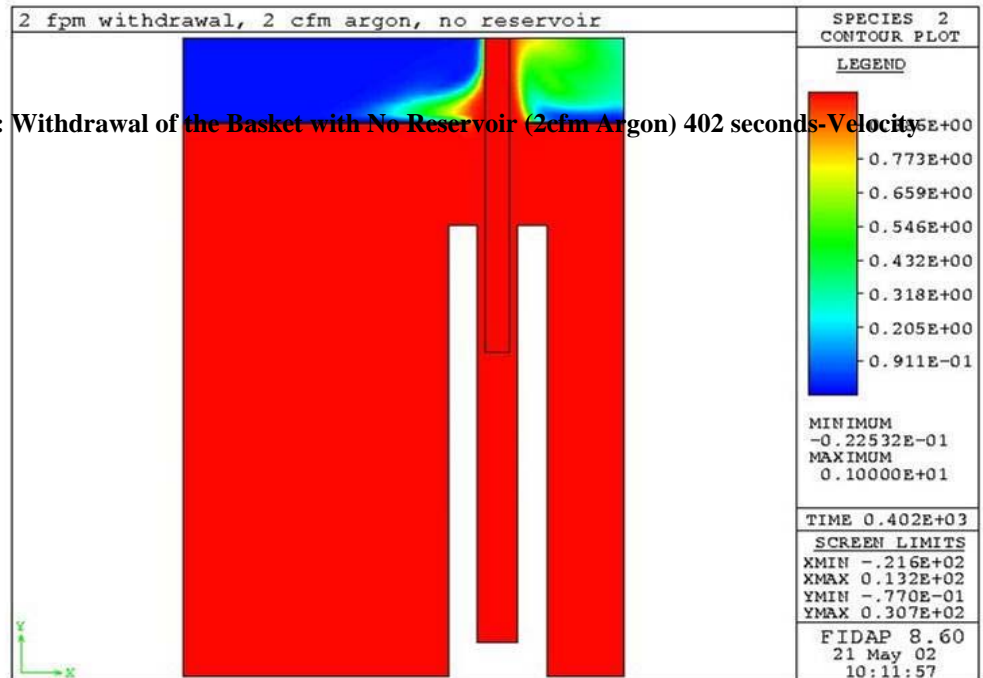 2 fpm withdrawal, 2 cfm argon, no reservoir
SPECIES 2
CONTOUR PLOT
LEGEND
: Withdrawal of the Basket with No Reservoir (2cfm Argon) 402 seconds-Velocity
0.773E+00
0.659E+00
0.546E+00
0.432E+00
0.318E+00
0.205E+00
0.911E-01
MINIMUM
-0.22532E-01
MAXIMUM
0.10000E+01
TIME 0.402E+03
SCREEN LIMITS
XMIN -.216E+02
XMAX 0.132E+02
YMIN -.770E-01
YMAX 0.307E+02
FIDAP 8.60
21 May 02
10:11:57
Y
X